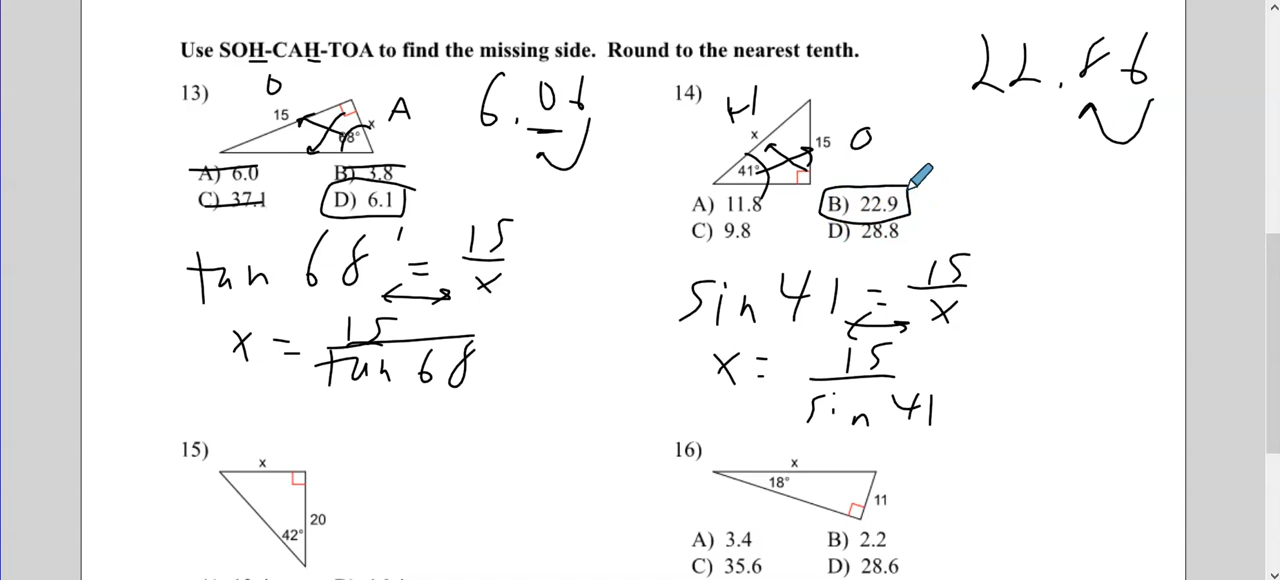 Use SOH-CAH-TOA to find the missing side. Round to the nearest tenth.
22.86
13)
O
15
x
68°
A
6.06
A) 6.0
B) 3.8
C) 37.1
D) 6.1
tan 68 = 15/x
x = 15/tan 68
14)
H
x
15
O
41°
A) 11.8
B) 22.9
C) 9.8
D) 28.8
sin 41 = 15/x
x = 15/sin 41
15)
x
20
42°
16)
x
18°
11
A) 3.4
B) 2.2
C) 35.6
D) 28.6